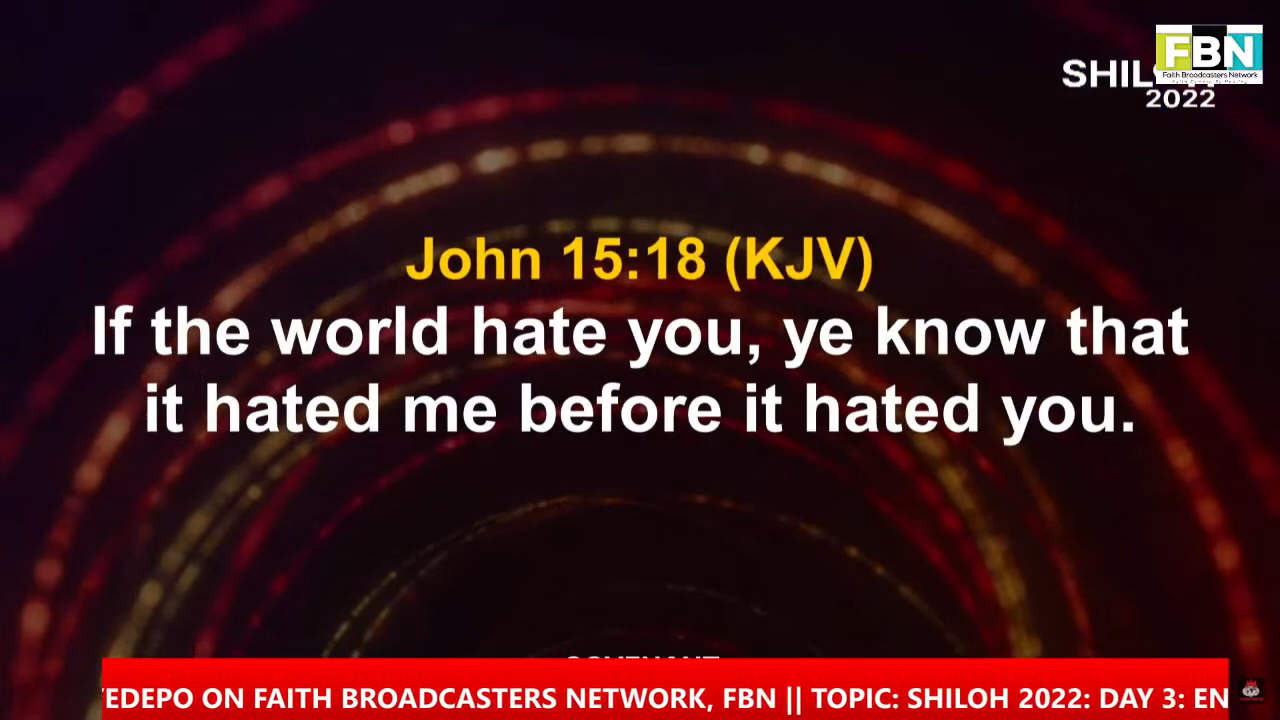 FBN
Faith Broadcasters Network
SHIL
2022
John 15:18 (KJV)
If the world hate you, ye know that
it hated me before it hated you.
EDEPO ON FAITH BROADCASTERS NETWORK, FBN || TOPIC: SHILOH 2022: DAY 3: EN